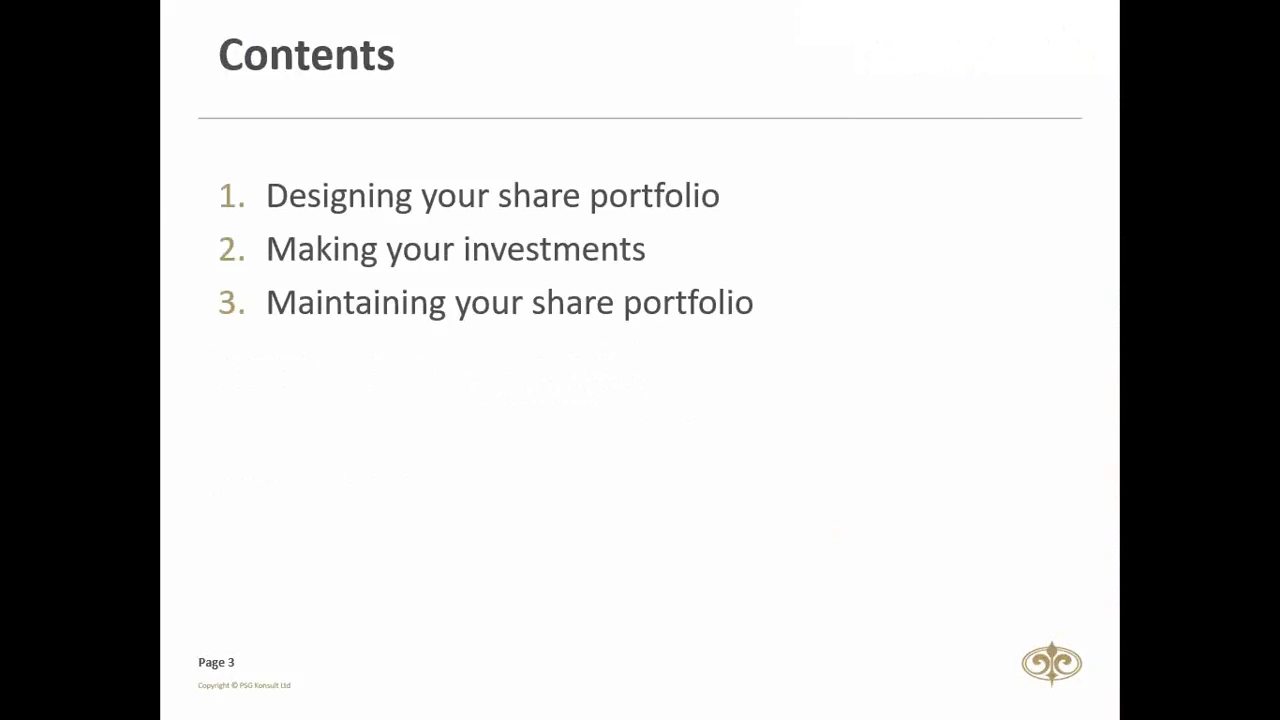 Contents
1. Designing your share portfolio
2. Making your investments
3. Maintaining your share portfolio
Page 3
Copyright © PSG Konsult Ltd